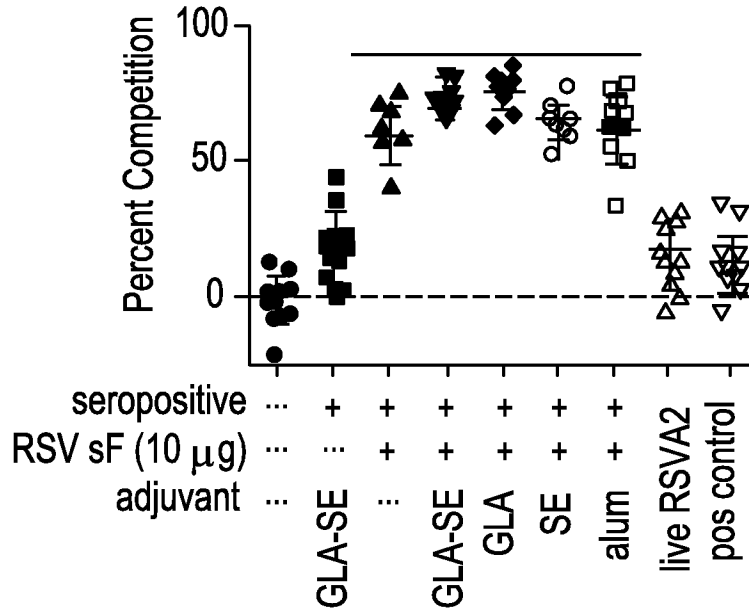 100
50
0
Percent Competition
seropositive ... + + + + + +
RSV sF (10 µg) ... ... + + + + +
adjuvant ... GLA-SE ... GLA-SE GLA SE alum live RSVA2 pos control